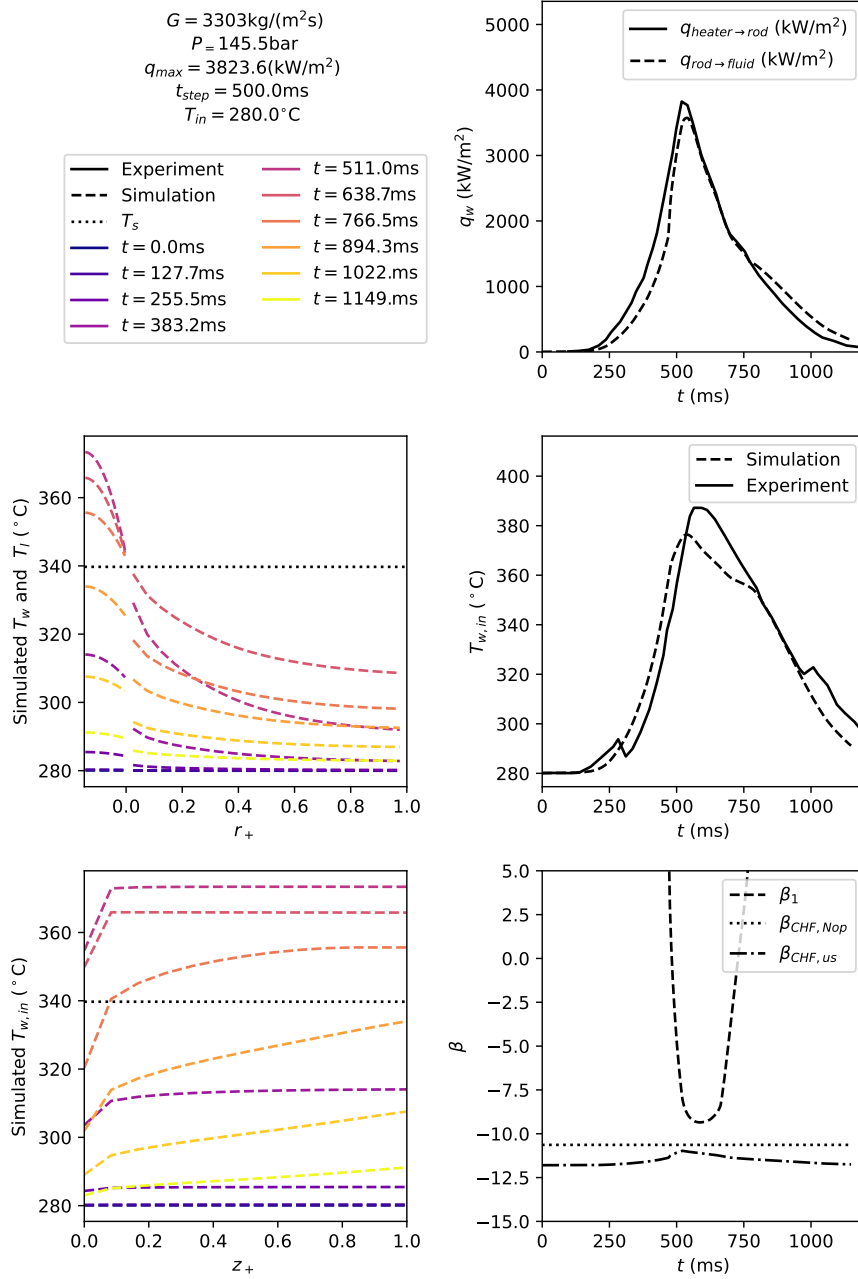 G = 3303kg/(m²s)
P₌ 145.5bar
q_max = 3823.6(kW/m²)
t_step = 500.0ms
T_in = 280.0°C
Experiment
Simulation
T_s
t = 0.0ms
t = 127.7ms
t = 255.5ms
t = 383.2ms
t = 511.0ms
t = 638.7ms
t = 766.5ms
t = 894.3ms
t = 1022.ms
t = 1149.ms
q_w (kW/m²)
5000
4000
3000
2000
1000
0
q_heater→rod (kW/m²)
q_rod→fluid (kW/m²)
0 250 500 750 1000
t (ms)
Simulated T_w and T_l (°C)
360
340
320
300
280
0.0 0.2 0.4 0.6 0.8 1.0
r₊
T_w,in (°C)
400
380
360
340
320
300
280
Simulation
Experiment
0 250 500 750 1000
t (ms)
Simulated T_w,in (°C)
360
340
320
300
280
0.0 0.2 0.4 0.6 0.8 1.0
z₊
β
5.0
2.5
0.0
−2.5
−5.0
−7.5
−10.0
−12.5
−15.0
β₁
β_CHF,Nop
β_CHF,us
0 250 500 750 1000
t (ms)